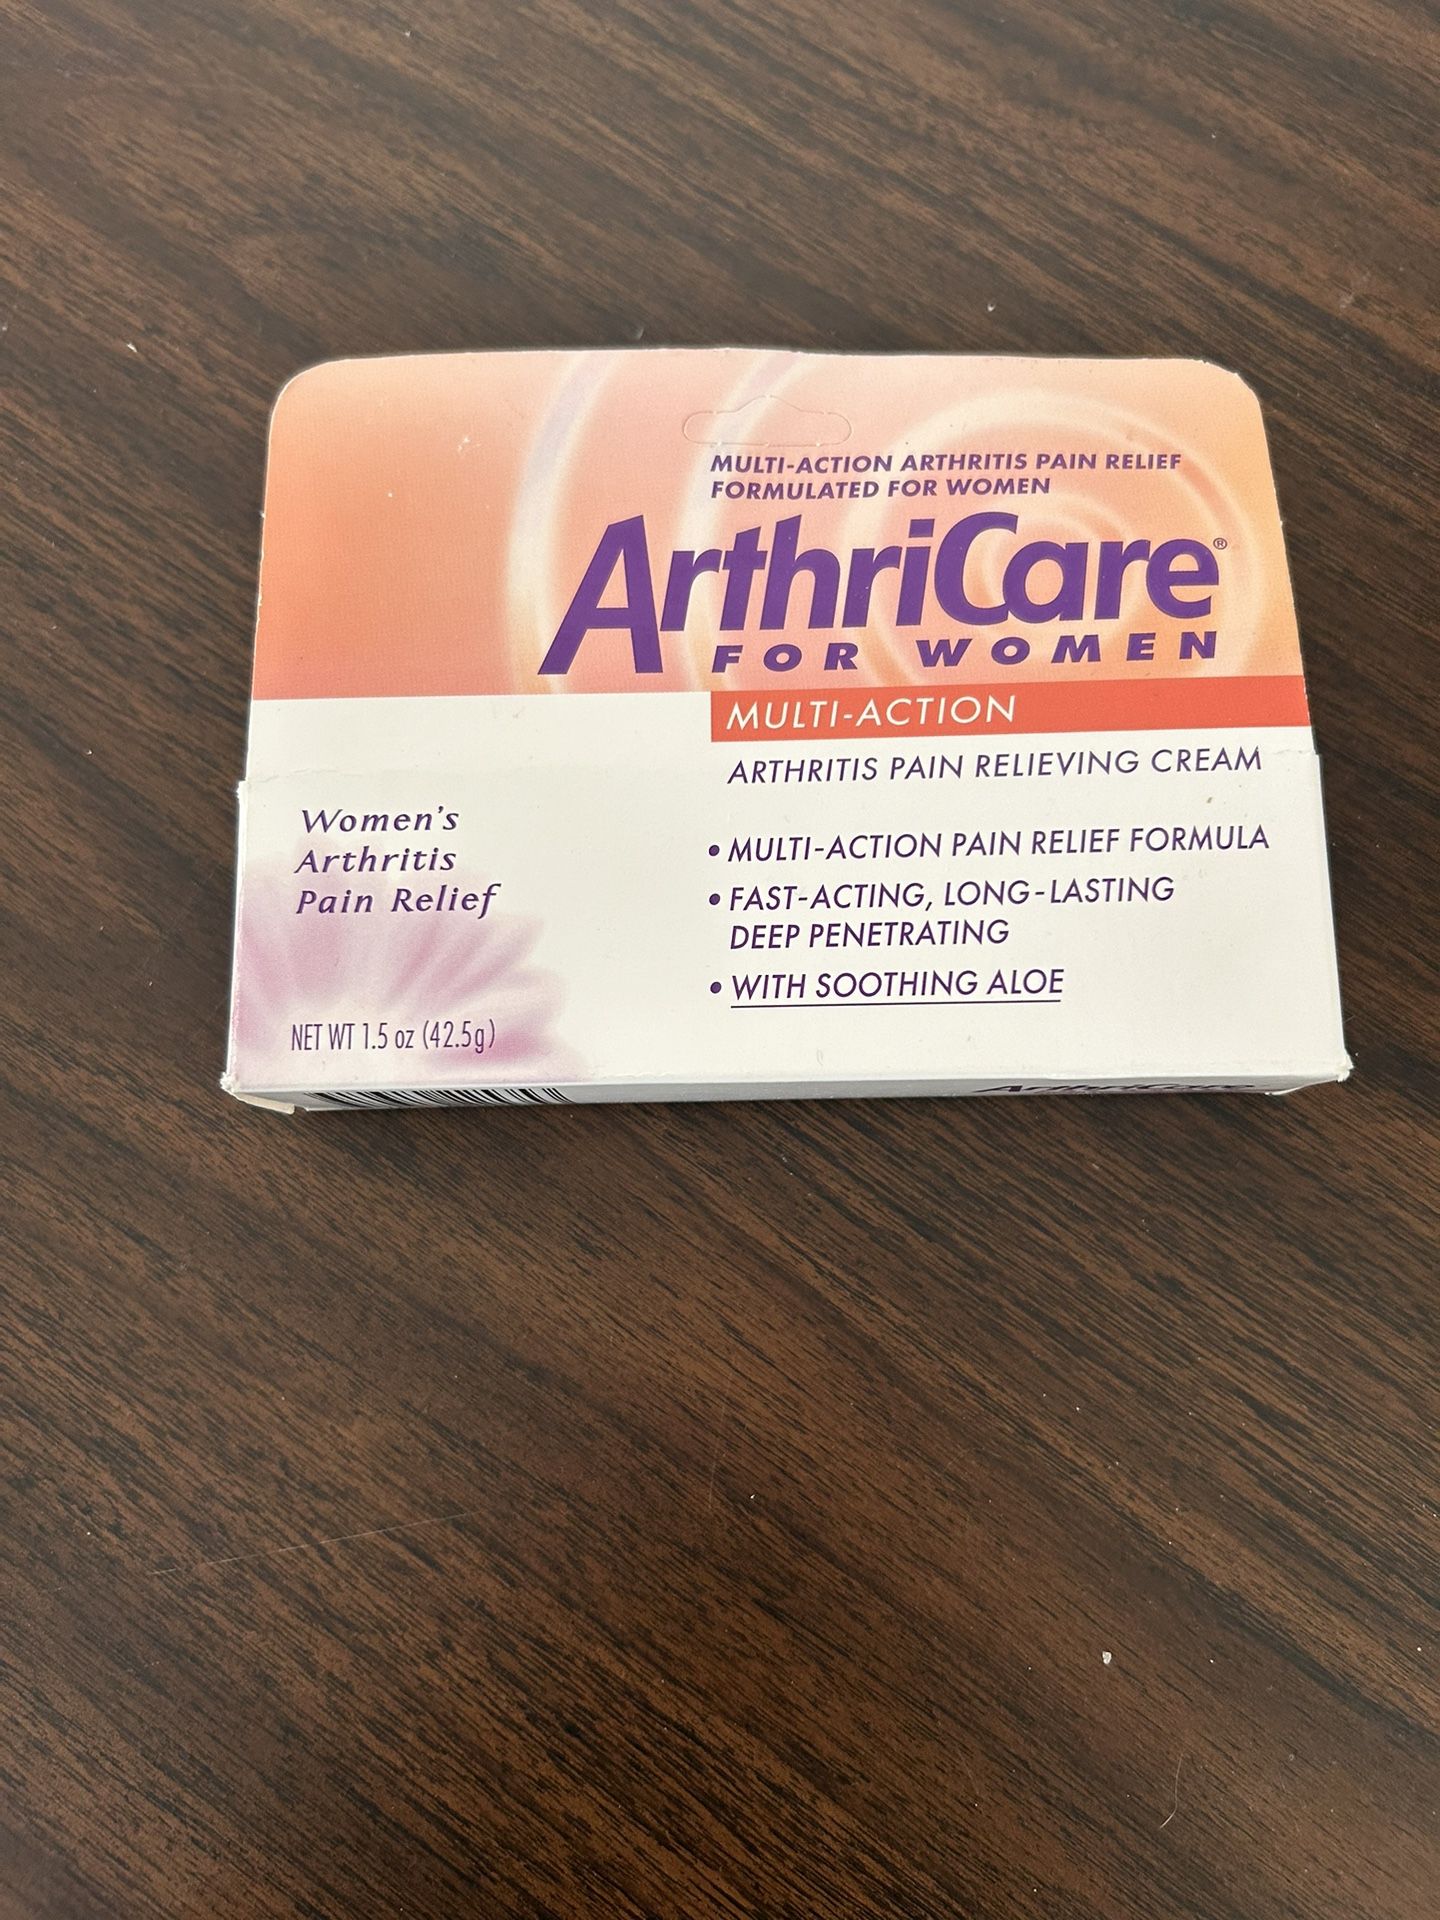 MULTI-ACTION ARTHRITIS PAIN RELIEF
FORMULATED FOR WOMEN
ArthriCare®
FOR WOMEN
MULTI-ACTION
ARTHRITIS PAIN RELIEVING CREAM
Women's
Arthritis
Pain Relief
• MULTI-ACTION PAIN RELIEF FORMULA
• FAST-ACTING, LONG-LASTING
DEEP PENETRATING
• WITH SOOTHING ALOE
NET WT 1.5 oz (42.5g)
ArthriCare